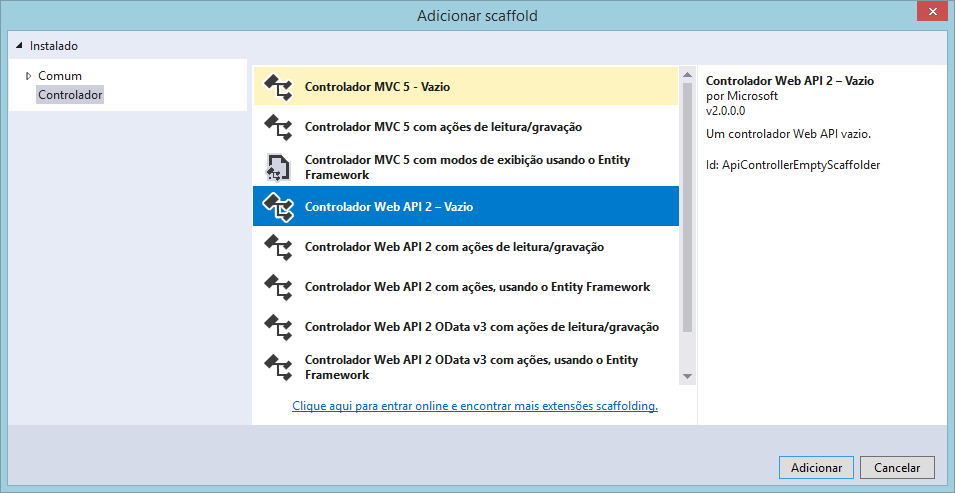 Adicionar scaffold
Instalado
Comum
Controlador
Controlador MVC 5 - Vazio
Controlador MVC 5 com ações de leitura/gravação
Controlador MVC 5 com modos de exibição usando o Entity
Framework
Controlador Web API 2 – Vazio
Controlador Web API 2 com ações de leitura/gravação
Controlador Web API 2 com ações, usando o Entity Framework
Controlador Web API 2 OData v3 com ações de leitura/gravação
Controlador Web API 2 OData v3 com ações, usando o Entity
Framework
Clique aqui para entrar online e encontrar mais extensões scaffolding.
Controlador Web API 2 – Vazio
por Microsoft
v2.0.0.0
Um controlador Web API vazio.
Id: ApiControllerEmptyScaffolder
Adicionar
Cancelar